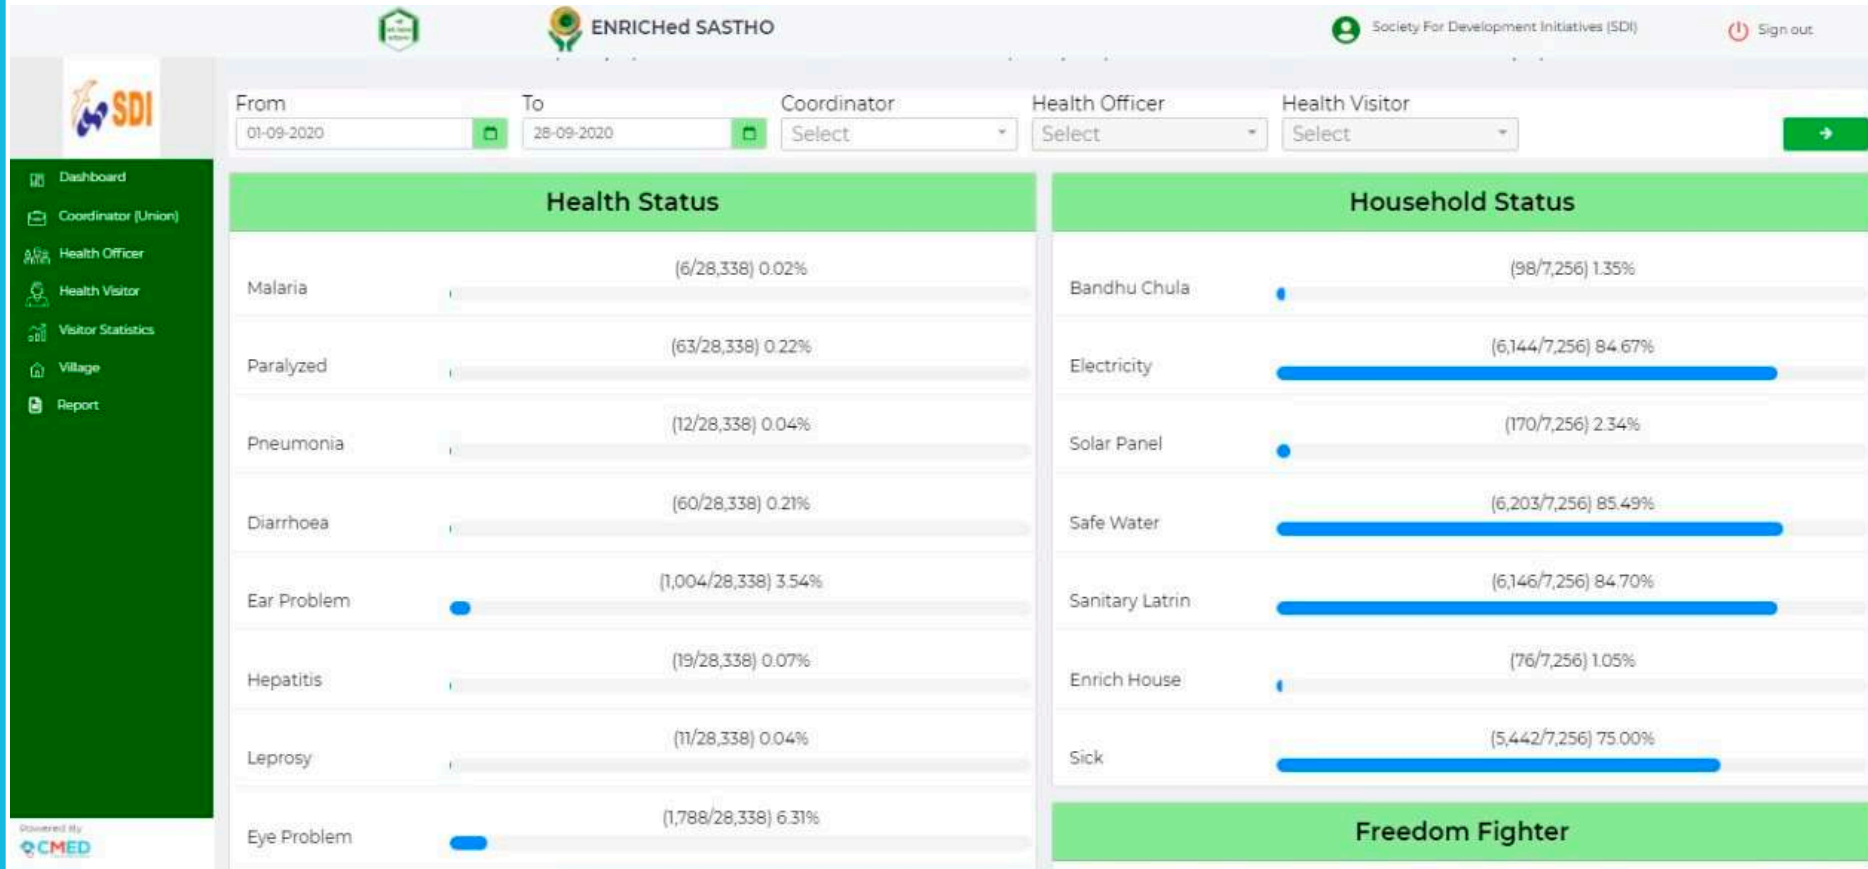 ENRICHed SASTHO
Society For Development Initiatives (SDI)
Sign out
SDI
From
To
Coordinator
Health Officer
Health Visitor
01-09-2020
28-09-2020
Select
Select
Select
Dashboard
Coordinator (Union)
Health Officer
Health Visitor
Visitor Statistics
Village
Report
Powered By
CMED
Health Status
Malaria
(6/28,338) 0.02%
Paralyzed
(63/28,338) 0.22%
Pneumonia
(12/28,338) 0.04%
Diarrhoea
(60/28,338) 0.21%
Ear Problem
(1,004/28,338) 3.54%
Hepatitis
(19/28,338) 0.07%
Leprosy
(11/28,338) 0.04%
Eye Problem
(1,788/28,338) 6.31%
Household Status
Bandhu Chula
(98/7,256) 1.35%
Electricity
(6,144/7,256) 84.67%
Solar Panel
(170/7,256) 2.34%
Safe Water
(6,203/7,256) 85.49%
Sanitary Latrin
(6,146/7,256) 84.70%
Enrich House
(76/7,256) 1.05%
Sick
(5,442/7,256) 75.00%
Freedom Fighter